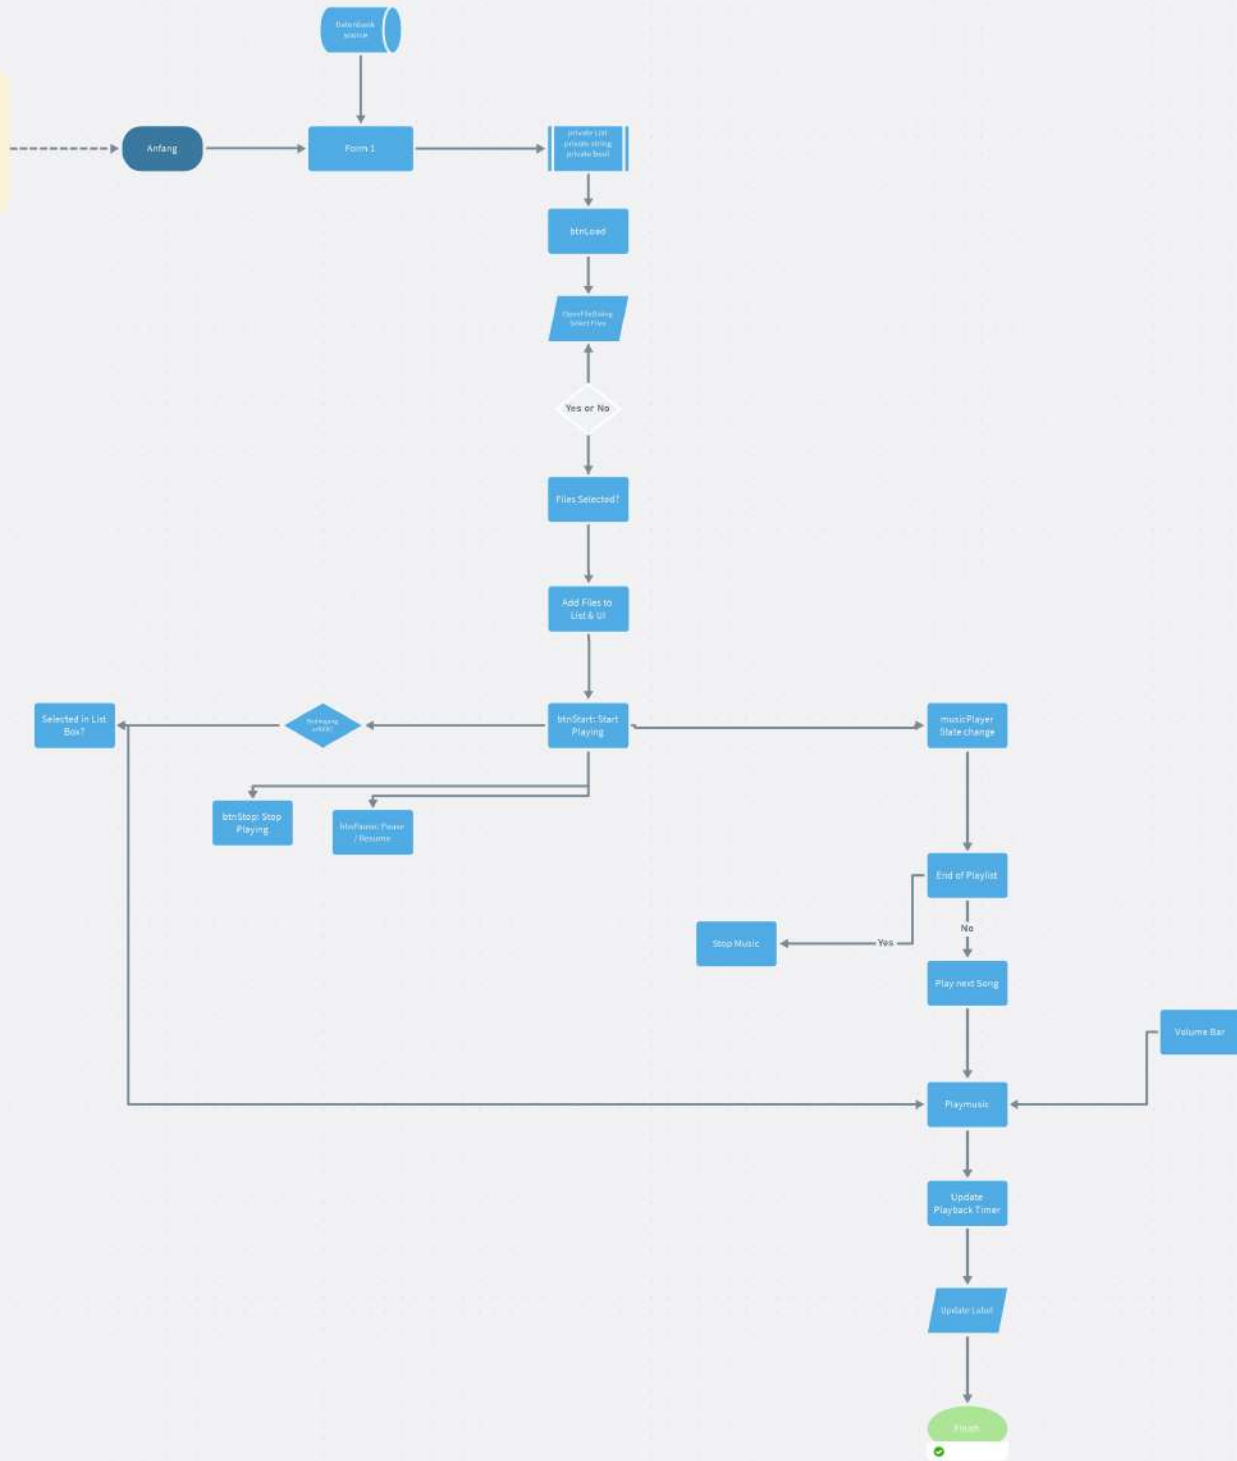 Datenbank
source
Anfang
Form 1
private List
private string
private bool
btnLoad
OpenFileDialog
Select Files
Yes or No
Files Selected?
Add Files to
List & UI
Selected in List
Box?
btnStart: Start
Playing
musicPlayer
State change
btnStop: Stop
Playing
btnPause: Pause
/ Resume
End of Playlist
No
Yes
Stop Music
Play next Song
Volume Bar
Playmusic
Update
Playback Timer
Update Label
Finish